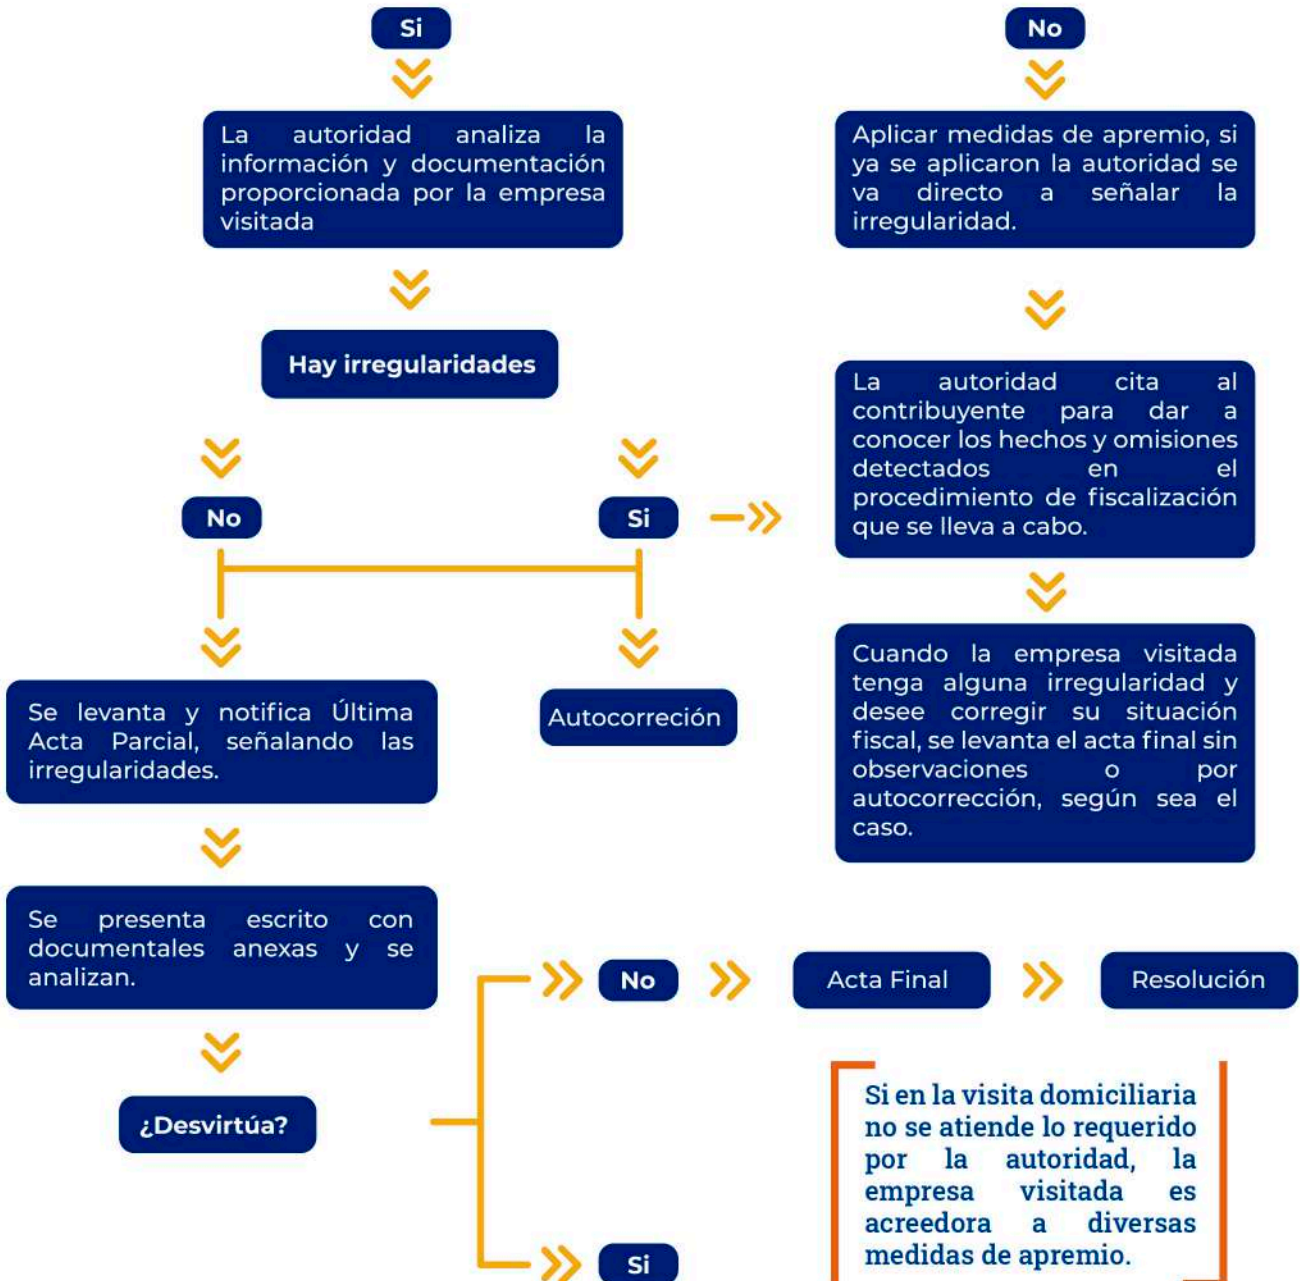 Si
No
La autoridad analiza la
información y documentación
proporcionada por la empresa
visitada
Aplicar medidas de apremio, si
ya se aplicaron la autoridad se
va directo a señalar la
irregularidad.
Hay irregularidades
La autoridad cita al
contribuyente para dar a
conocer los hechos y omisiones
detectados en el
procedimiento de fiscalización
que se lleva a cabo.
No
Si
Se levanta y notifica Última
Acta Parcial, señalando las
irregularidades.
Autocorreción
Cuando la empresa visitada
tenga alguna irregularidad y
desee corregir su situación
fiscal, se levanta el acta final sin
observaciones o por
autocorrección, según sea el
caso.
Se presenta escrito con
documentales anexas y se
analizan.
No
Acta Final
Resolución
¿Desvirtúa?
Si
Si en la visita domiciliaria
no se atiende lo requerido
por la autoridad, la
empresa visitada es
acreedora a diversas
medidas de apremio.